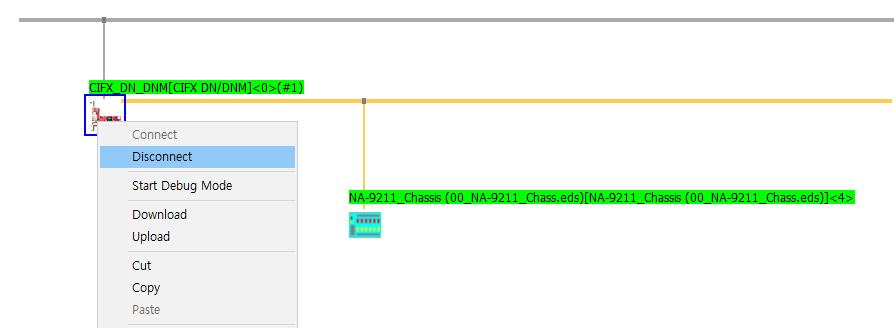 CIFX_DN_DNM[CIFX DN/DNM]<0>(#1)
Connect
Disconnect
Start Debug Mode
NA-9211_Chassis (00_NA-9211_Chass.eds)[NA-9211_Chassis (00_NA-9211_Chass.eds)]<4>
Download
Upload
Cut
Copy
Paste